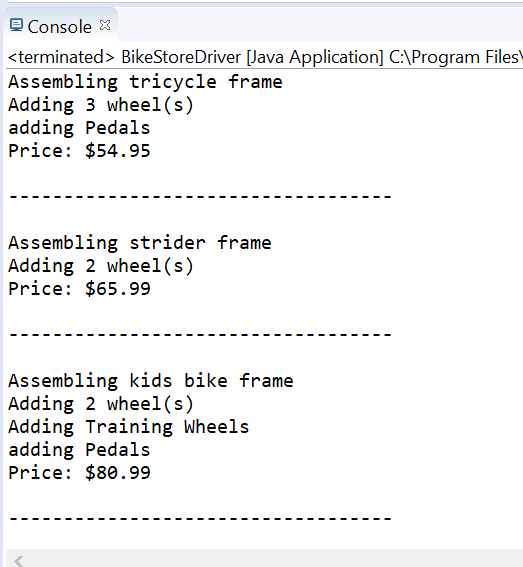 Console
<terminated> BikeStoreDriver [Java Application] C:\Program Files\
Assembling tricycle frame
Adding 3 wheel(s)
adding Pedals
Price: $54.95
-----------------------------------
Assembling strider frame
Adding 2 wheel(s)
Price: $65.99
-----------------------------------
Assembling kids bike frame
Adding 2 wheel(s)
Adding Training Wheels
adding Pedals
Price: $80.99
-----------------------------------